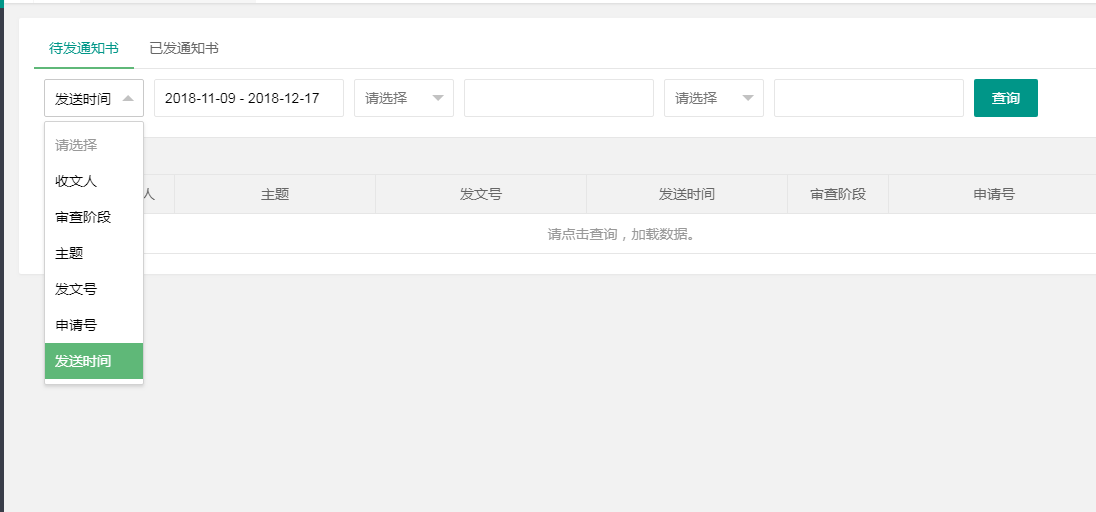 待发通知书 已发通知书
发送时间 2018-11-09 - 2018-12-17 请选择 请选择 查询
请选择
收文人
审查阶段
主题
发文号
申请号
发送时间
人 主题 发文号 发送时间 审查阶段 申请号
请点击查询，加载数据。